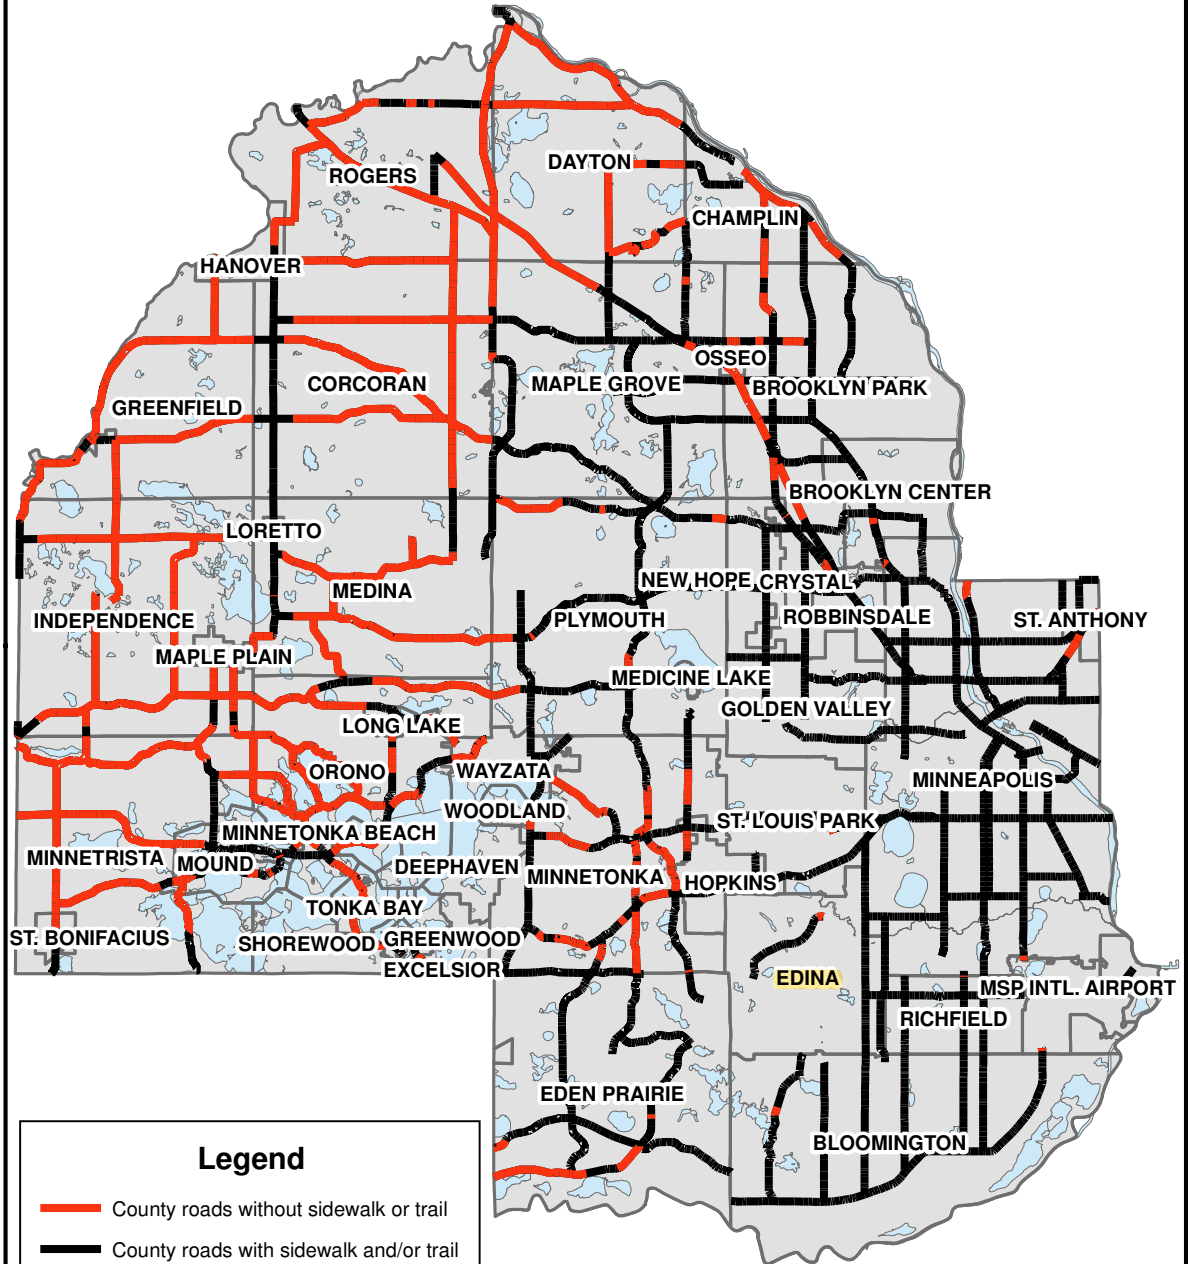 DAYTON
ROGERS
CHAMPLIN
HANOVER
OSSEO
CORCORAN
MAPLE GROVE
BROOKLYN PARK
GREENFIELD
BROOKLYN CENTER
LORETTO
NEW HOPE
CRYSTAL
MEDINA
INDEPENDENCE
PLYMOUTH
ROBBINSDALE
ST. ANTHONY
MAPLE PLAIN
MEDICINE LAKE
GOLDEN VALLEY
LONG LAKE
ORONO
WAYZATA
MINNEAPOLIS
WOODLAND
ST. LOUIS PARK
MINNETONKA BEACH
MINNETRISTA
MOUND
DEEPHAVEN
MINNETONKA
HOPKINS
TONKA BAY
ST. BONIFACIUS
SHOREWOOD
GREENWOOD
EXCELSIOR
EDINA
MSP INTL. AIRPORT
RICHFIELD
EDEN PRAIRIE
BLOOMINGTON
Legend
County roads without sidewalk or trail
County roads with sidewalk and/or trail